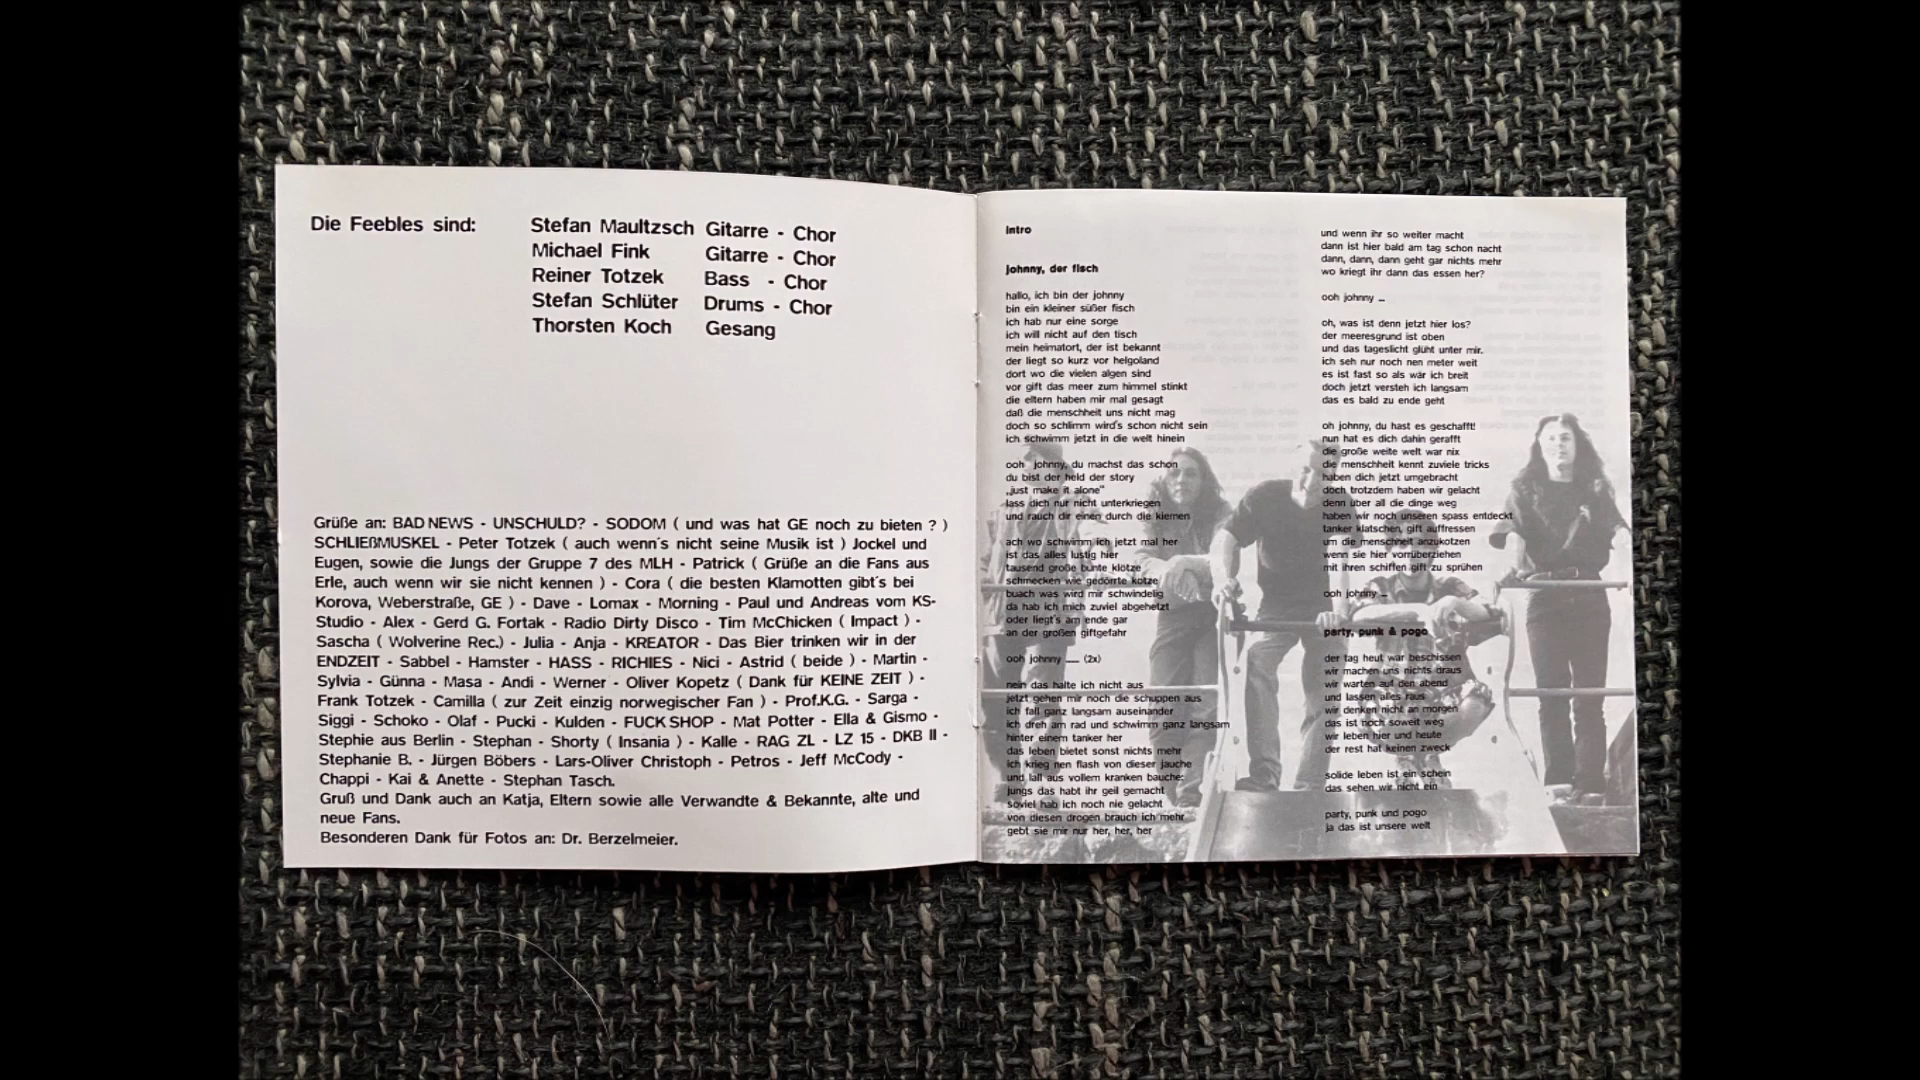 Die Feebles sind:
Stefan Maultzsch Gitarre - Chor
Michael Fink Gitarre - Chor
Reiner Totzek Bass - Chor
Stefan Schlüter Drums - Chor
Thorsten Koch Gesang
Grüße an: BAD NEWS - UNSCHULD? - SODOM ( und was hat GE noch zu bieten ? )
SCHLIEßMUSKEL - Peter Totzek ( auch wenn´s nicht seine Musik ist ) Jockel und
Eugen, sowie die Jungs der Gruppe 7 des MLH - Patrick ( Grüße an die Fans aus
Erle, auch wenn wir sie nicht kennen ) - Cora ( die besten Klamotten gibt´s bei
Korova, Weberstraße, GE ) - Dave - Lomax - Morning - Paul und Andreas vom KS-
Studio - Alex - Gerd G. Fortak - Radio Dirty Disco - Tim McChicken ( Impact ) -
Sascha ( Wolverine Rec.) - Julia - Anja - KREATOR - Das Bier trinken wir in der
ENDZEIT - Sabbel - Hamster - HASS - RICHIES - Nici - Astrid ( beide ) - Martin -
Sylvia - Günna - Masa - Andi - Werner - Oliver Kopetz ( Dank für KEINE ZEIT ) -
Frank Totzek - Camilla ( zur Zeit einzig norwegischer Fan ) - Prof.K.G. - Sarga -
Siggi - Schoko - Olaf - Pucki - Kulden - FUCK SHOP - Mat Potter - Ella & Gismo -
Stephie aus Berlin - Stephan - Shorty ( Insania ) - Kalle - RAG ZL - LZ 15 - DKB II -
Stephanie B. - Jürgen Böbers - Lars-Oliver Christoph - Petros - Jeff McCody -
Chappi - Kai & Anette - Stephan Tasch.
Gruß und Dank auch an Katja, Eltern sowie alle Verwandte & Bekannte, alte und
neue Fans.
Besonderen Dank für Fotos an: Dr. Berzelmeier.
Intro
johnny, der fisch
hallo, ich bin der johnny
bin ein kleiner süßer fisch
ich hab nur eine sorge
ich will nicht auf den tisch
mein heimatort, der ist bekannt
der liegt so kurz vor helgoland
dort wo die vielen algen sind
vor gift das meer zum himmel stinkt
die eltern haben mir mal gesagt
daß die menschheit uns nicht mag
doch so schlimm wird's schon nicht sein
ich schwimm jetzt in die welt hinein
ooh johnny, du machst das schon
du bist der held der story
„just make it alone"
lass dich nur nicht unterkriegen
und rauch dir einen durch die kiemen
ach wo schwimm ich jetzt mal her
ist das alles lustig hier
tausend große bunte klötze
schmecken wie gedörrte kotze
buach was wird mir schwindelig
da hab ich mich zuviel abgehetzt
oder liegt's am ende gar
an der großen giftgefahr
ooh johnny ...... (2x)
nein das halte ich nicht aus
jetzt gehen mir noch die schuppen aus
ich fall ganz langsam auseinander
ich dreh am rad und schwimm ganz langsam
hinter einem tanker her
das leben bietet sonst nichts mehr
ich krieg nen flash von dieser jauche
und lall aus vollem kranken bauche:
jungs das habt ihr geil gemacht
soviel hab ich noch nie gelacht
von diesen drogen brauch ich mehr
gebt sie mir nur her, her, her
und wenn ihr so weiter macht
dann ist hier bald am tag schon nacht
dann, dann, dann geht gar nichts mehr
wo kriegt ihr dann das essen her?
ooh johnny ...
oh, was ist denn jetzt hier los?
der meeresgrund ist oben
und das tageslicht glüht unter mir.
ich seh nur noch nen meter weit
es ist fast so als wär ich breit
doch jetzt versteh ich langsam
das es bald zu ende geht
oh johnny, du hast es geschafft!
nun hat es dich dahin gerafft
die große weite welt war nix
die menschheit kennt zuviele tricks
haben dich jetzt umgebracht
doch trotzdem haben wir gelacht
denn über all die dinge weg
haben wir noch unseren spass entdeckt
tanker klatschen, gift auffressen
um die menschheit anzukotzen
wenn sie hier vorrüberziehen
mit ihren schiffen gift zu sprühen
ooh johnny ...
party, punk & pogo
der tag heut war beschissen
wir machen uns nichts draus
wir warten auf den abend
und lassen alles raus
wir denken nicht an morgen
das ist noch soweit weg
wir leben hier und heute
der rest hat keinen zweck
solide leben ist ein schein
das sehen wir nicht ein
party, punk und pogo
ja das ist unsere welt